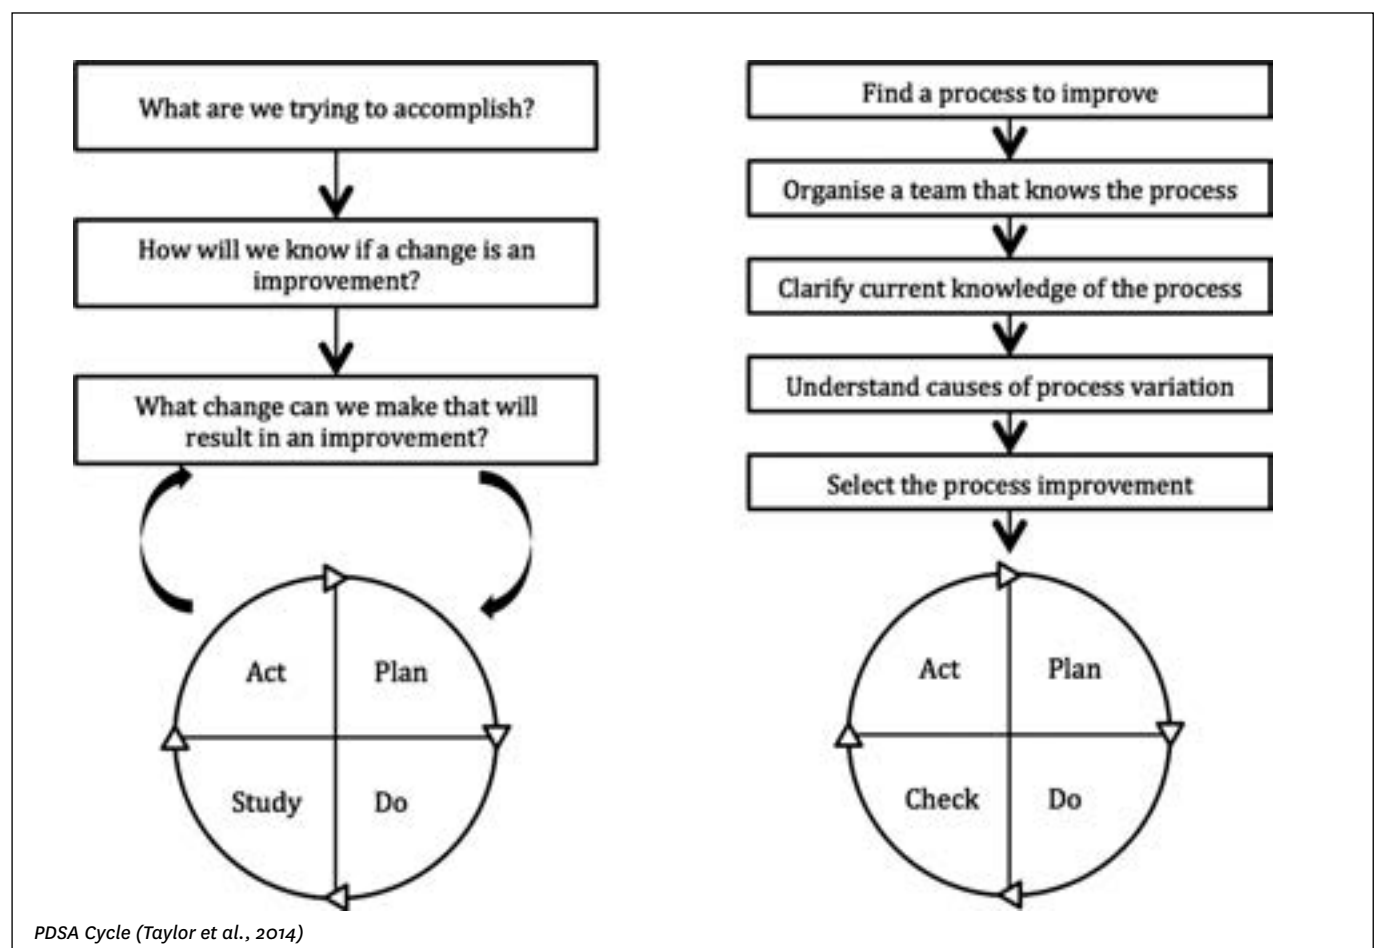 What are we trying to accomplish?
How will we know if a change is an
improvement?
What change can we make that will
result in an improvement?
Act
Plan
Study
Do
Find a process to improve
Organise a team that knows the process
Clarify current knowledge of the process
Understand causes of process variation
Select the process improvement
Act
Plan
Check
Do
PDSA Cycle (Taylor et al., 2014)